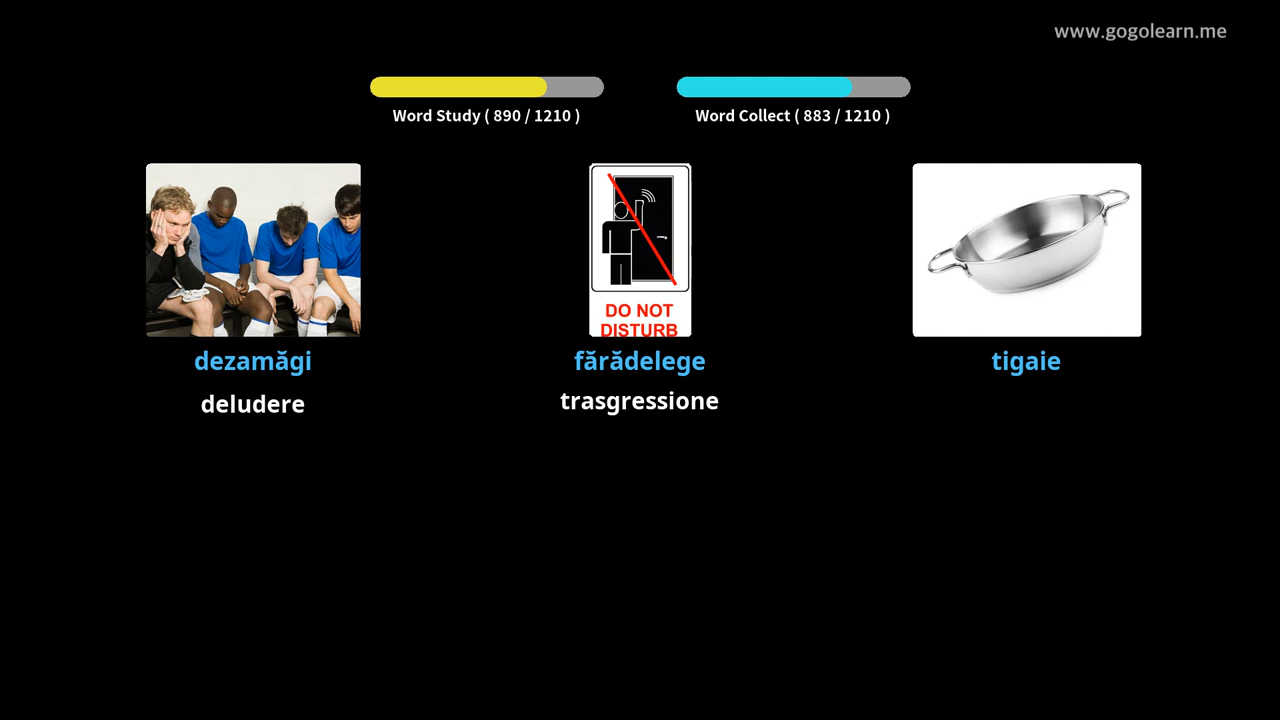 www.gogolearn.me
Word Study ( 890 / 1210 )
Word Collect ( 883 / 1210 )
DO NOT
DISTURB
dezamăgi
fărădelege
tigaie
deludere
trasgressione